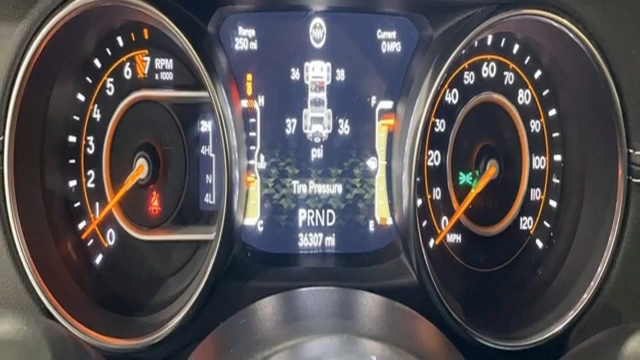 0
1
2
3
4
5
6
7
RPM
x 1000
2H
4H
N
4L
Range
250 mi
NW
Current
0 MPG
36 38
37 36
psi
H
C
F
E
Tire Pressure
PRND
36307 mi
0
10
20
30
40
50
60
70
80
90
100
110
120
MPH